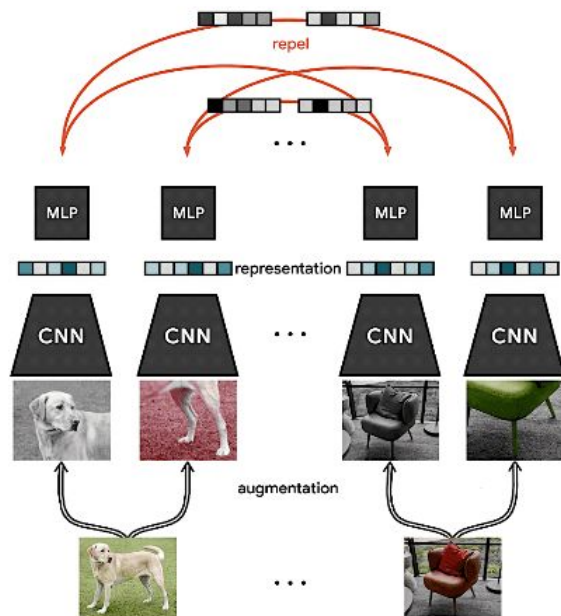 repel
...
MLP MLP MLP MLP
representation
CNN CNN ... CNN CNN
augmentation
...